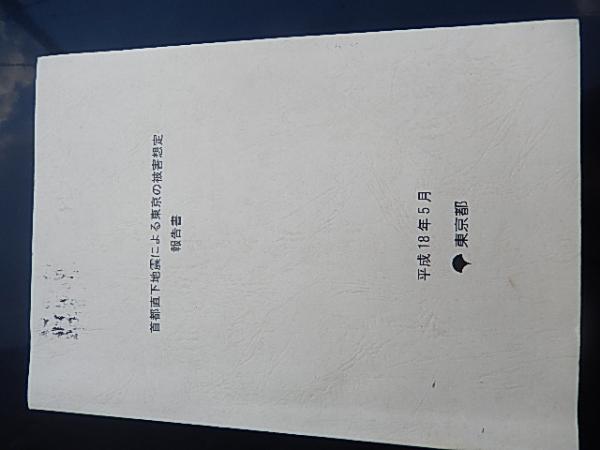 首都直下地震による東京の被害想定
報告書
平成18年5月
東京都